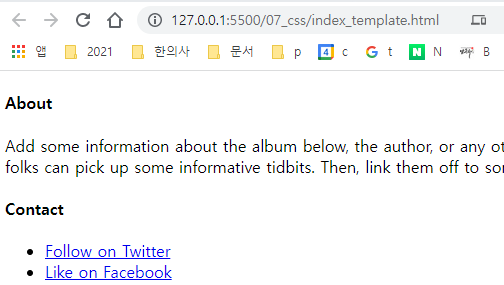 127.0.0.1:5500/07_css/index_template.html
앱 2021 한의사 문서 p 4 c G t N N B
About
Add some information about the album below, the author, or any ot
folks can pick up some informative tidbits. Then, link them off to so
Contact
Follow on Twitter
Like on Facebook